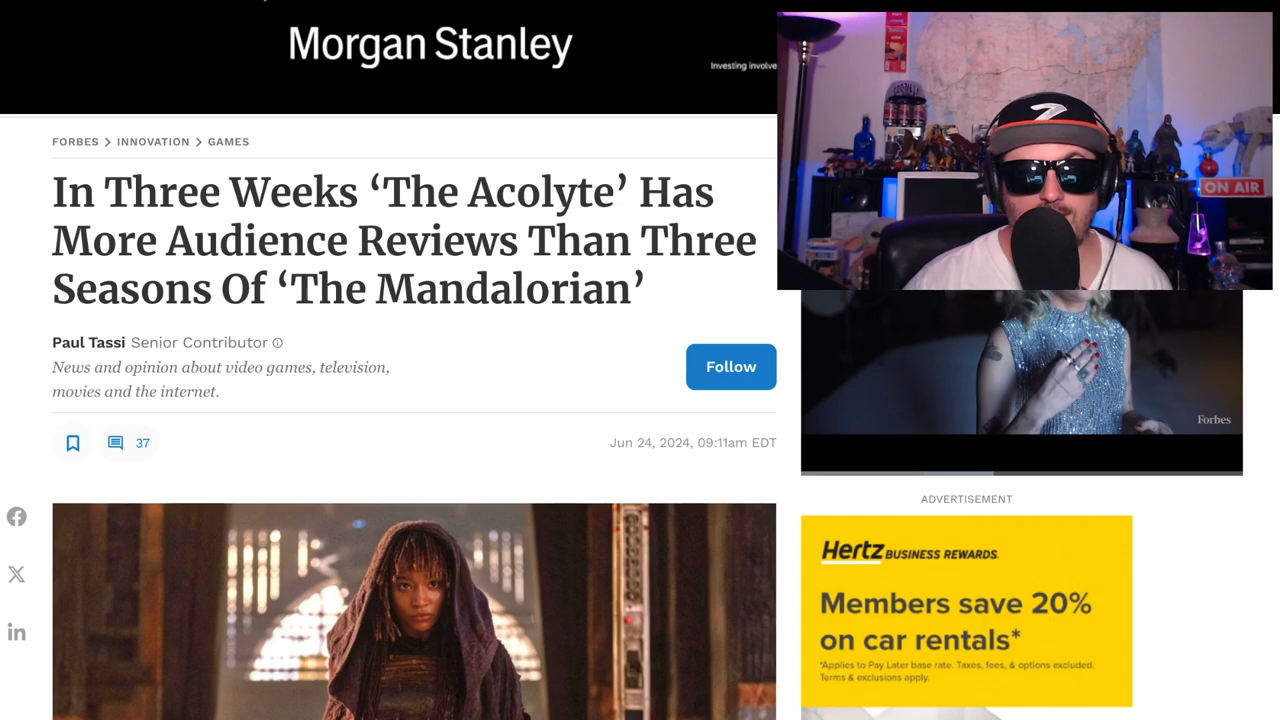 Morgan Stanley
Investing involve
FORBES > INNOVATION > GAMES
In Three Weeks ‘The Acolyte’ Has
More Audience Reviews Than Three
Seasons Of ‘The Mandalorian’
Paul Tassi Senior Contributor
News and opinion about video games, television,
movies and the internet.
Follow
37
Jun 24, 2024, 09:11am EDT
ON AIR
Forbes
ADVERTISEMENT
Hertz BUSINESS REWARDS.
Members save 20%
on car rentals*
*Applies to Pay Later base rate. Taxes, fees, & options excluded.
Terms & exclusions apply.